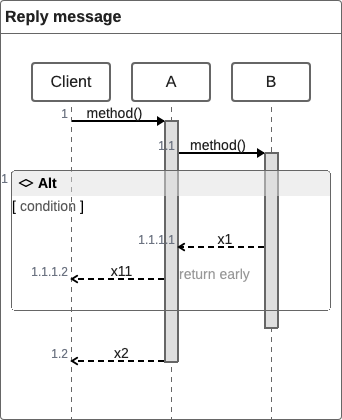 Reply message
Client
A
B
1
method()
1.1
method()
1
<> Alt
[ condition ]
1.1.1.1
x1
1.1.1.2
x11
return early
1.2
x2